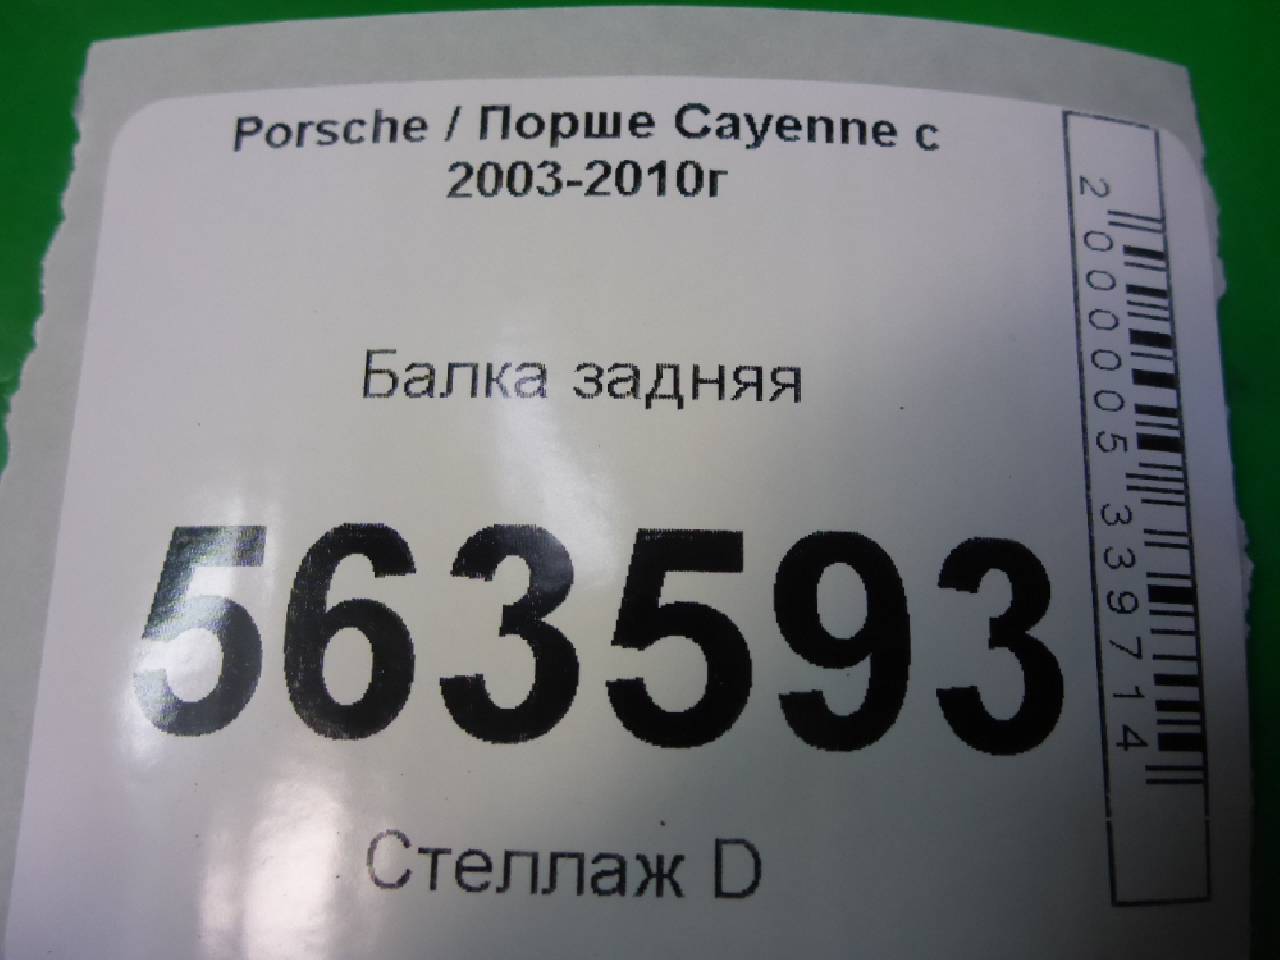 Porsche / Порше Cayenne с
2003-2010г
Балка задняя
563593
Стеллаж D
2000005339714